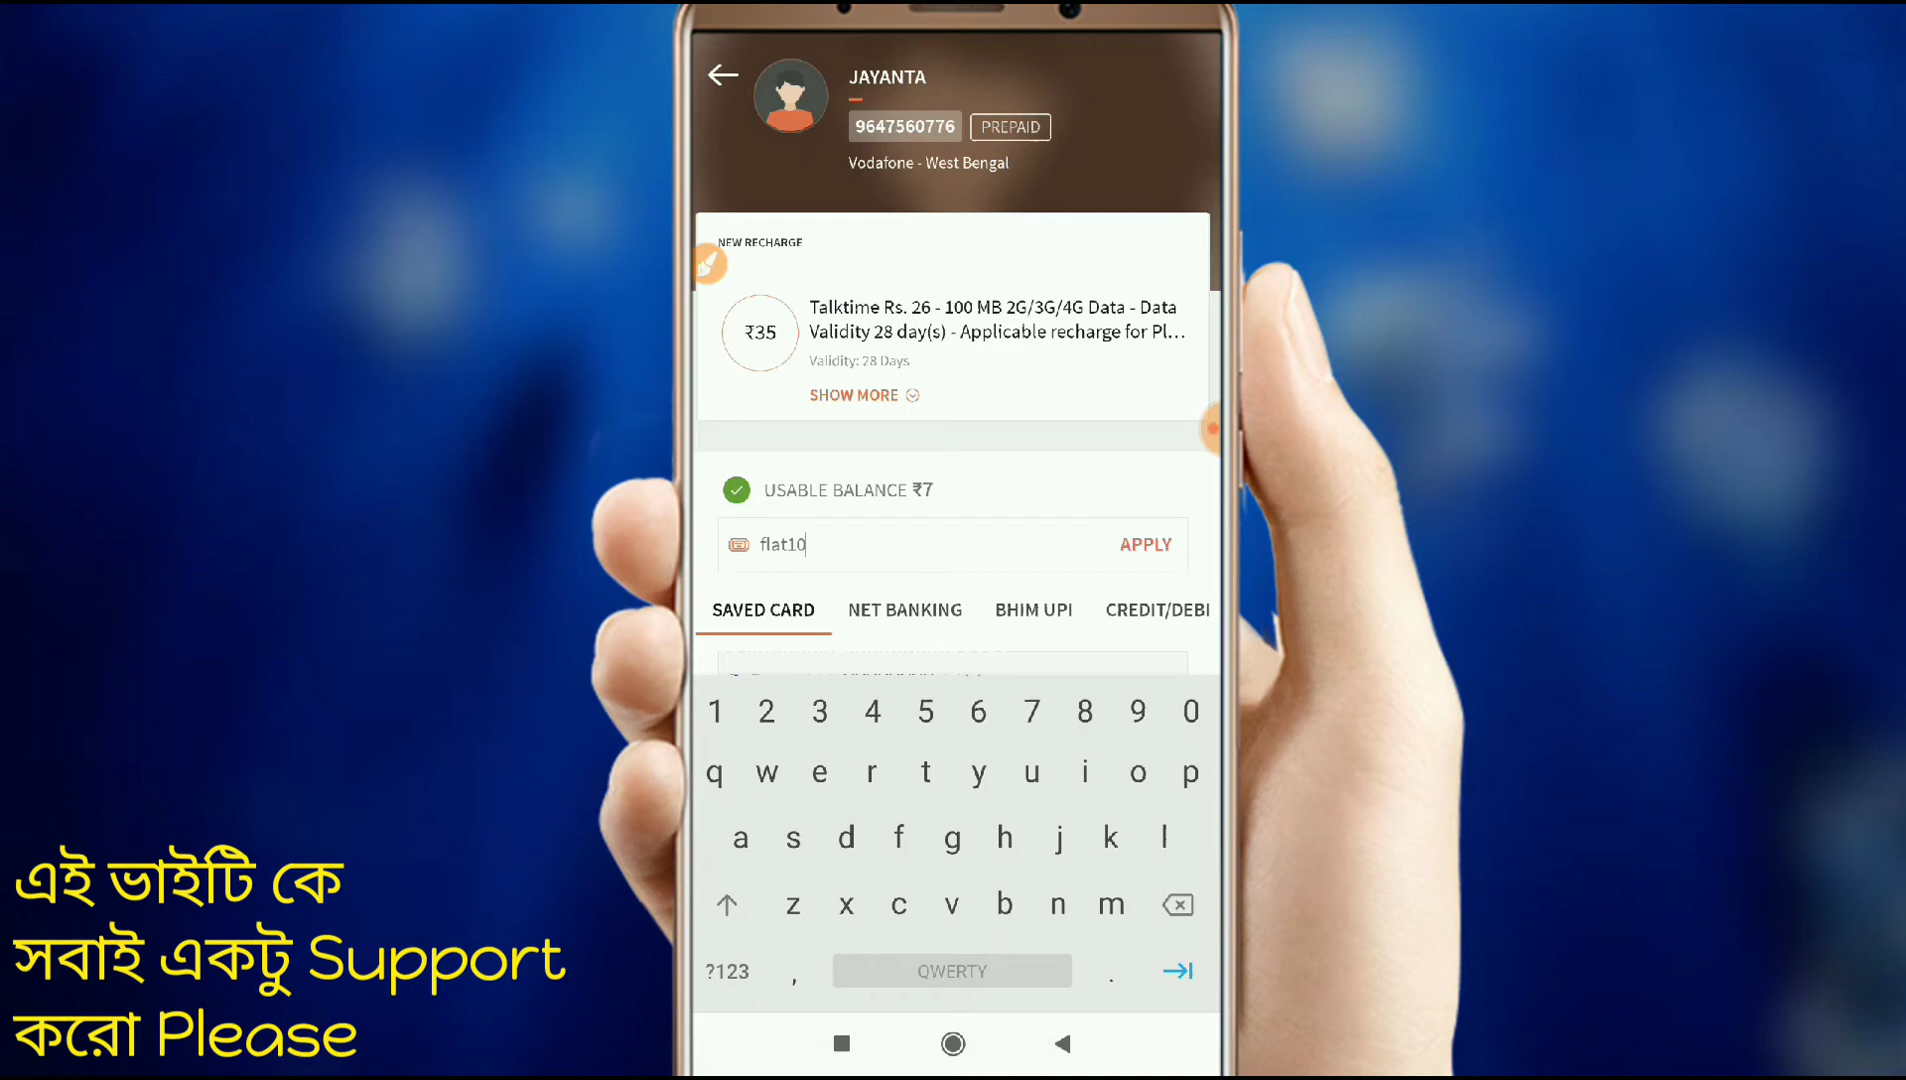 JAYANTA
9647560776 PREPAID
Vodafone - West Bengal
NEW RECHARGE
₹35
Talktime Rs. 26 - 100 MB 2G/3G/4G Data - Data
Validity 28 day(s) - Applicable recharge for Pl...
Validity: 28 Days
SHOW MORE
USABLE BALANCE ₹7
flat10 APPLY
SAVED CARD NET BANKING BHIM UPI CREDIT/DEBI
1 2 3 4 5 6 7 8 9 0
q w e r t y u i o p
a s d f g h j k l
z x c v b n m
?123 , QWERTY .
এই ভাইটি কে
সবাই একটু Support
করো Please